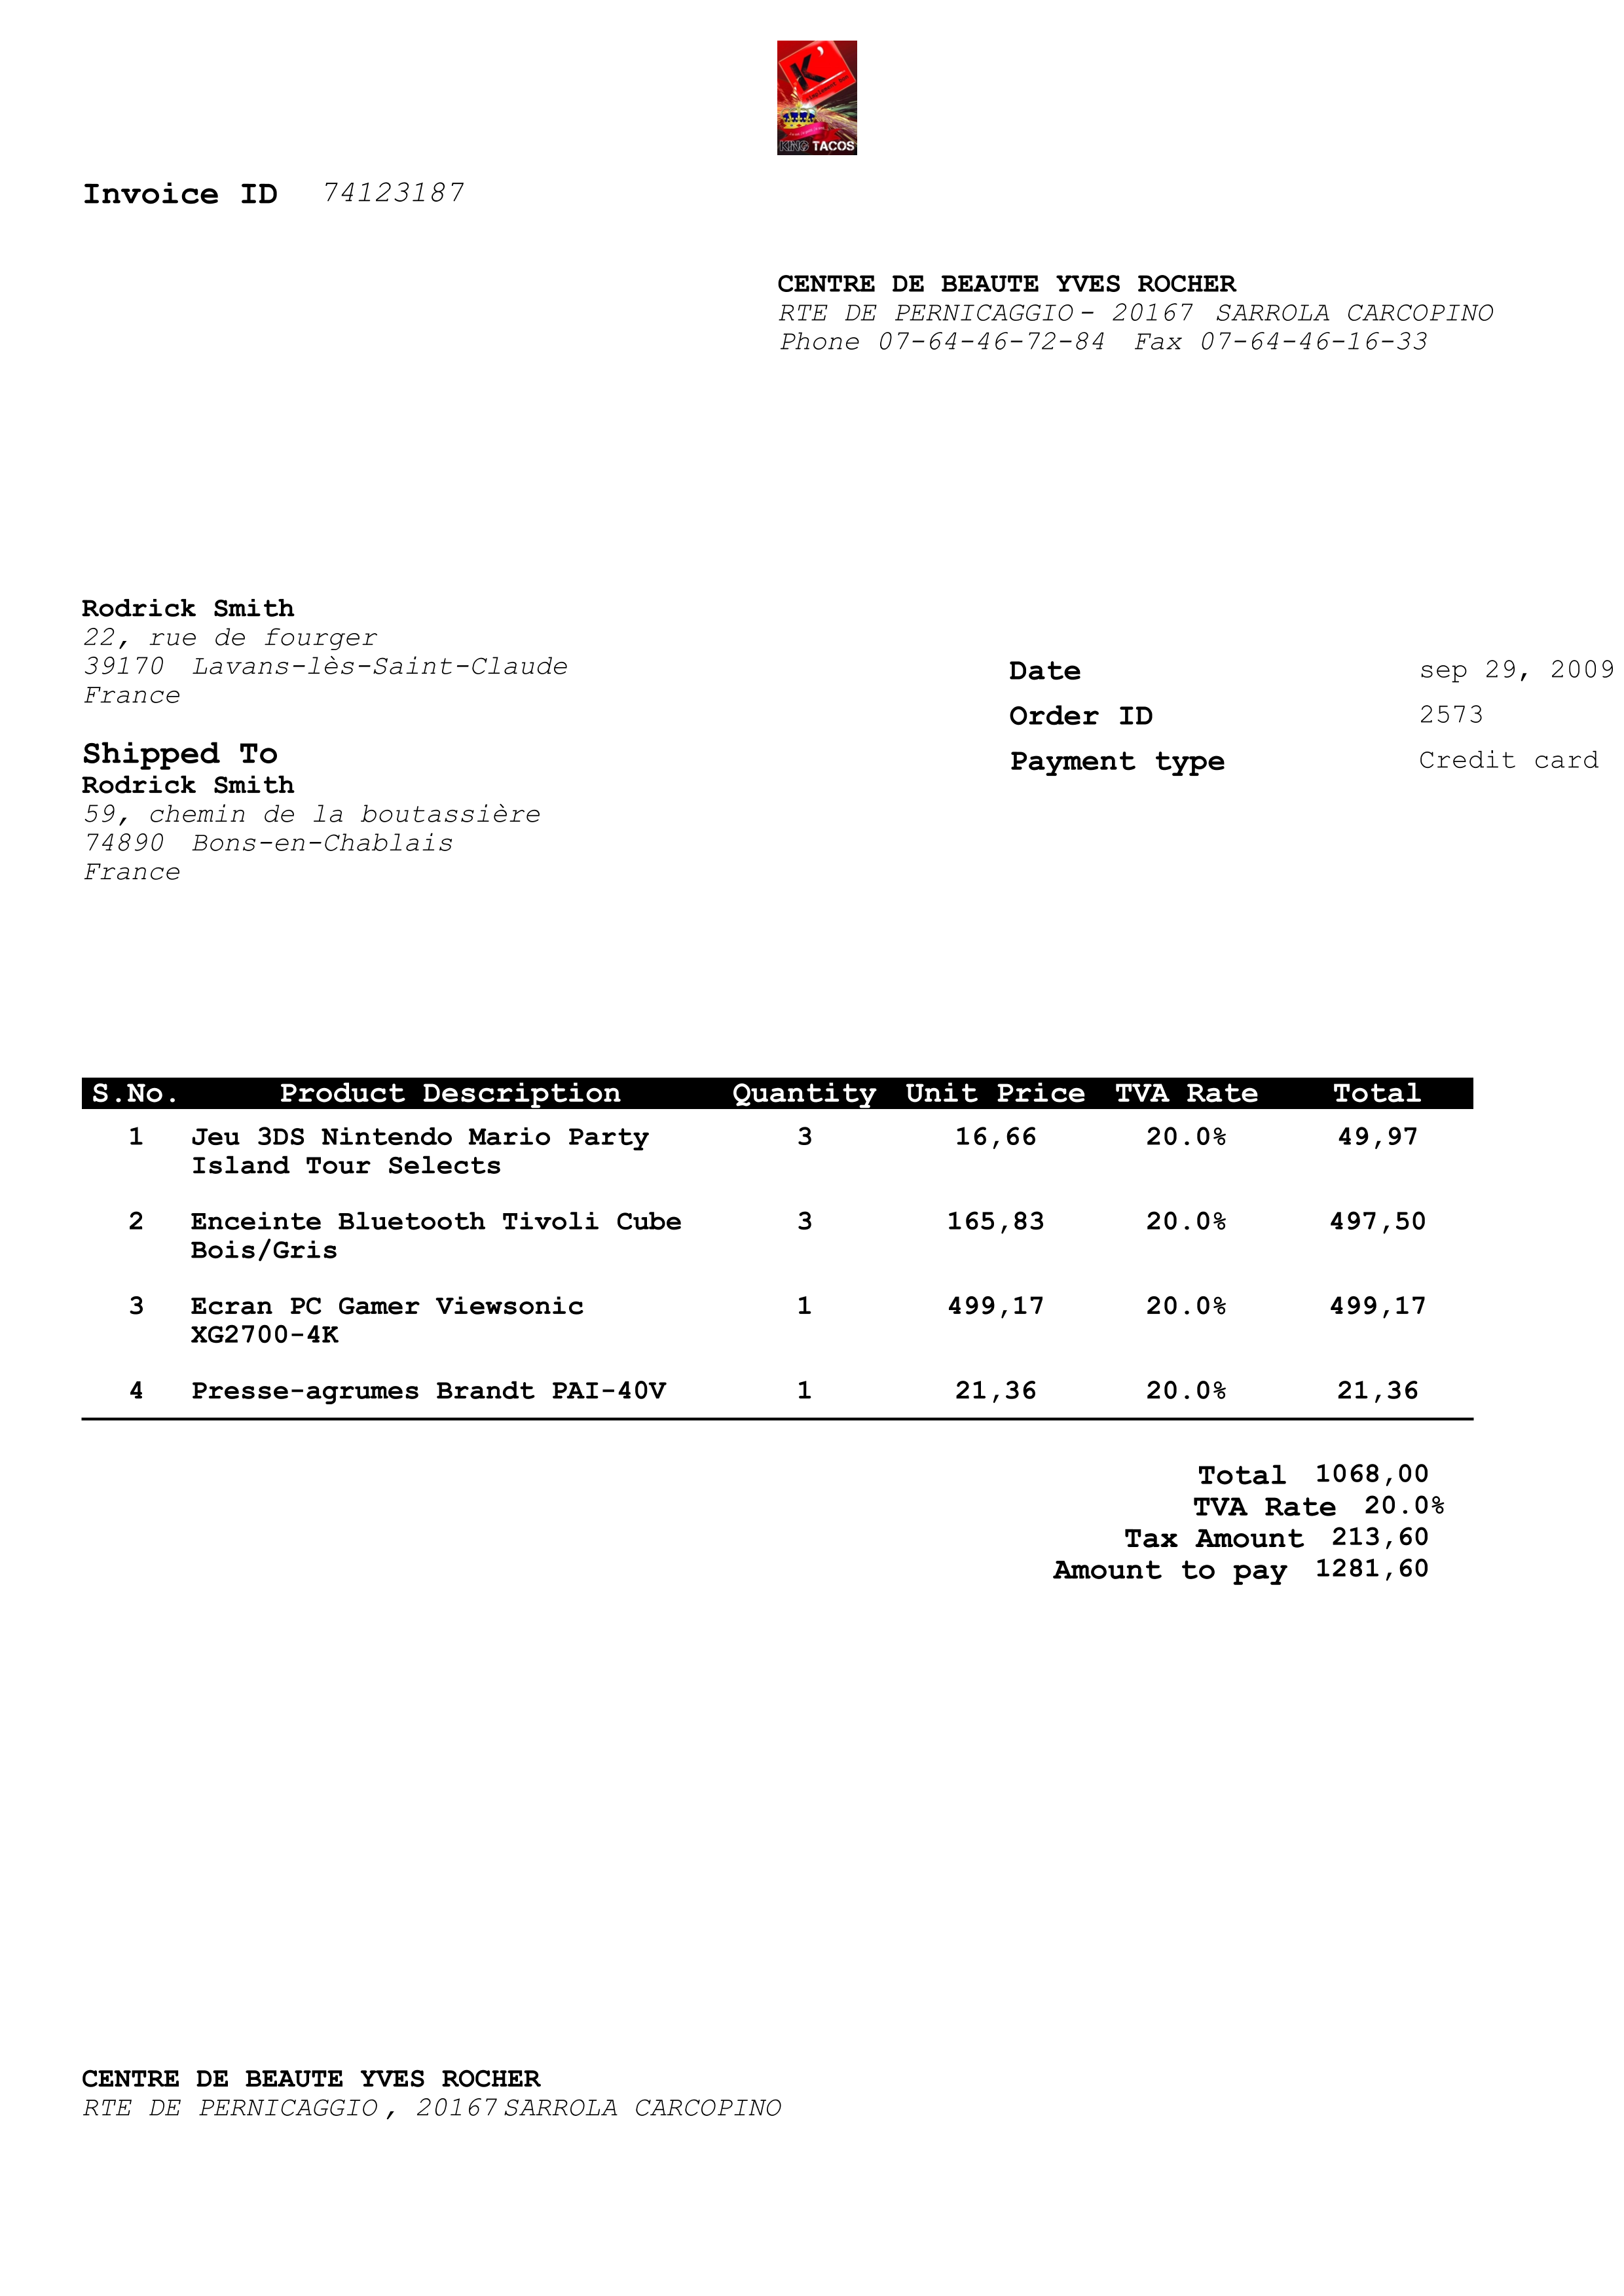 K'
KING TACOS
Invoice ID 74123187
CENTRE DE BEAUTE YVES ROCHER
RTE DE PERNICAGGIO - 20167 SARROLA CARCOPINO
Phone 07-64-46-72-84 Fax 07-64-46-16-33
Rodrick Smith
22, rue de fourger
39170 Lavans-lès-Saint-Claude
France
Date sep 29, 2009
Order ID 2573
Payment type Credit card
Shipped To
Rodrick Smith
59, chemin de la boutassière
74890 Bons-en-Chablais
France
S.No. Product Description Quantity Unit Price TVA Rate Total
1 Jeu 3DS Nintendo Mario Party 3 16,66 20.0% 49,97
Island Tour Selects
2 Enceinte Bluetooth Tivoli Cube 3 165,83 20.0% 497,50
Bois/Gris
3 Ecran PC Gamer Viewsonic 1 499,17 20.0% 499,17
XG2700-4K
4 Presse-agrumes Brandt PAI-40V 1 21,36 20.0% 21,36
Total 1068,00
TVA Rate 20.0%
Tax Amount 213,60
Amount to pay 1281,60
CENTRE DE BEAUTE YVES ROCHER
RTE DE PERNICAGGIO , 20167 SARROLA CARCOPINO